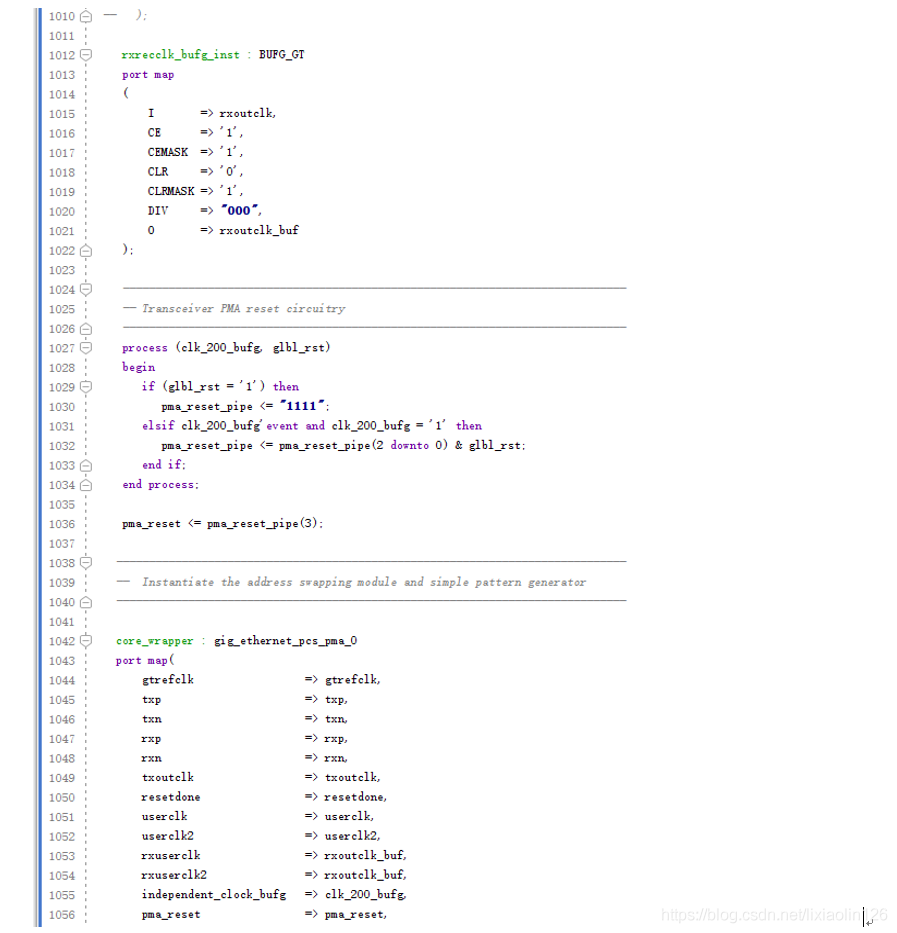 1010 — );
1011
1012 rxrecclk_bufg_inst : BUFG_GT
1013 port map
1014 (
1015 I => rxoutclk,
1016 CE => '1',
1017 CEMASK => '1',
1018 CLR => '0',
1019 CLRMASK => '1',
1020 DIV => "000",
1021 O => rxoutclk_buf
1022 );
1023
1024
1025 — Transceiver PMA reset circuitry
1026
1027 process (clk_200_bufg, glbl_rst)
1028 begin
1029 if (glbl_rst = '1') then
1030 pma_reset_pipe <= "1111";
1031 elsif clk_200_bufg'event and clk_200_bufg = '1' then
1032 pma_reset_pipe <= pma_reset_pipe(2 downto 0) & glbl_rst;
1033 end if;
1034 end process;
1035
1036 pma_reset <= pma_reset_pipe(3);
1037
1038
1039 — Instantiate the address swapping module and simple pattern generator
1040
1041
1042 core_wrapper : gig_ethernet_pcs_pma_0
1043 port map(
1044 gtrefclk => gtrefclk,
1045 txp => txp,
1046 txn => txn,
1047 rxp => rxp,
1048 rxn => rxn,
1049 txoutclk => txoutclk,
1050 resetdone => resetdone,
1051 userclk => userclk,
1052 userclk2 => userclk2,
1053 rxuserclk => rxoutclk_buf,
1054 rxuserclk2 => rxoutclk_buf,
1055 independent_clock_bufg => clk_200_bufg,
1056 pma_reset => pma_reset,